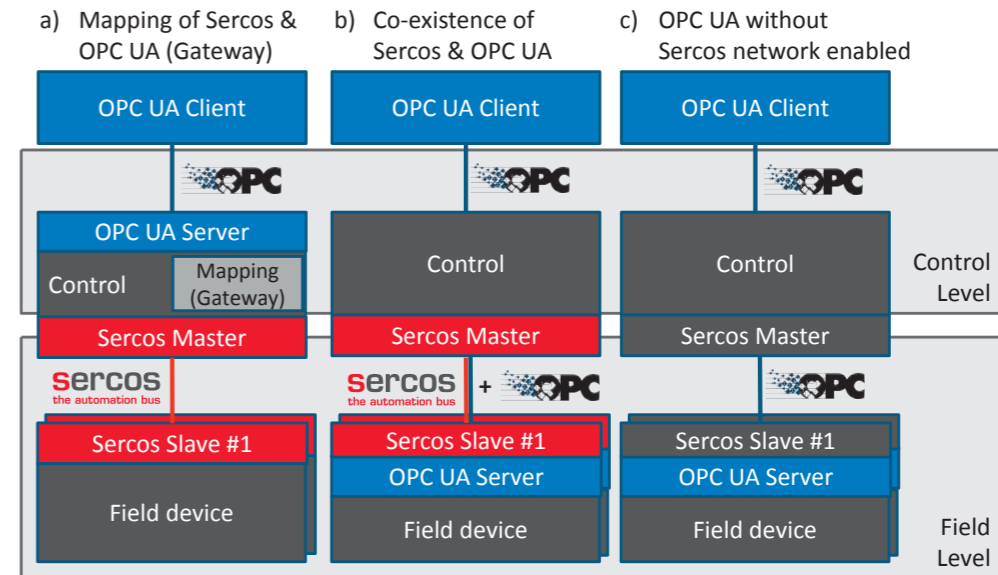 a) Mapping of Sercos &
OPC UA (Gateway)
b) Co-existence of
Sercos & OPC UA
c) OPC UA without
Sercos network enabled
OPC UA Client
OPC UA Client
OPC UA Client
OPC
OPC
OPC
OPC UA Server
Control
Mapping
(Gateway)
Control
Control
Control
Level
Sercos Master
Sercos Master
Sercos Master
sercos
the automation bus
sercos
the automation bus
+
OPC
OPC
Sercos Slave #1
Sercos Slave #1
Sercos Slave #1
OPC UA Server
OPC UA Server
Field device
Field device
Field device
Field
Level